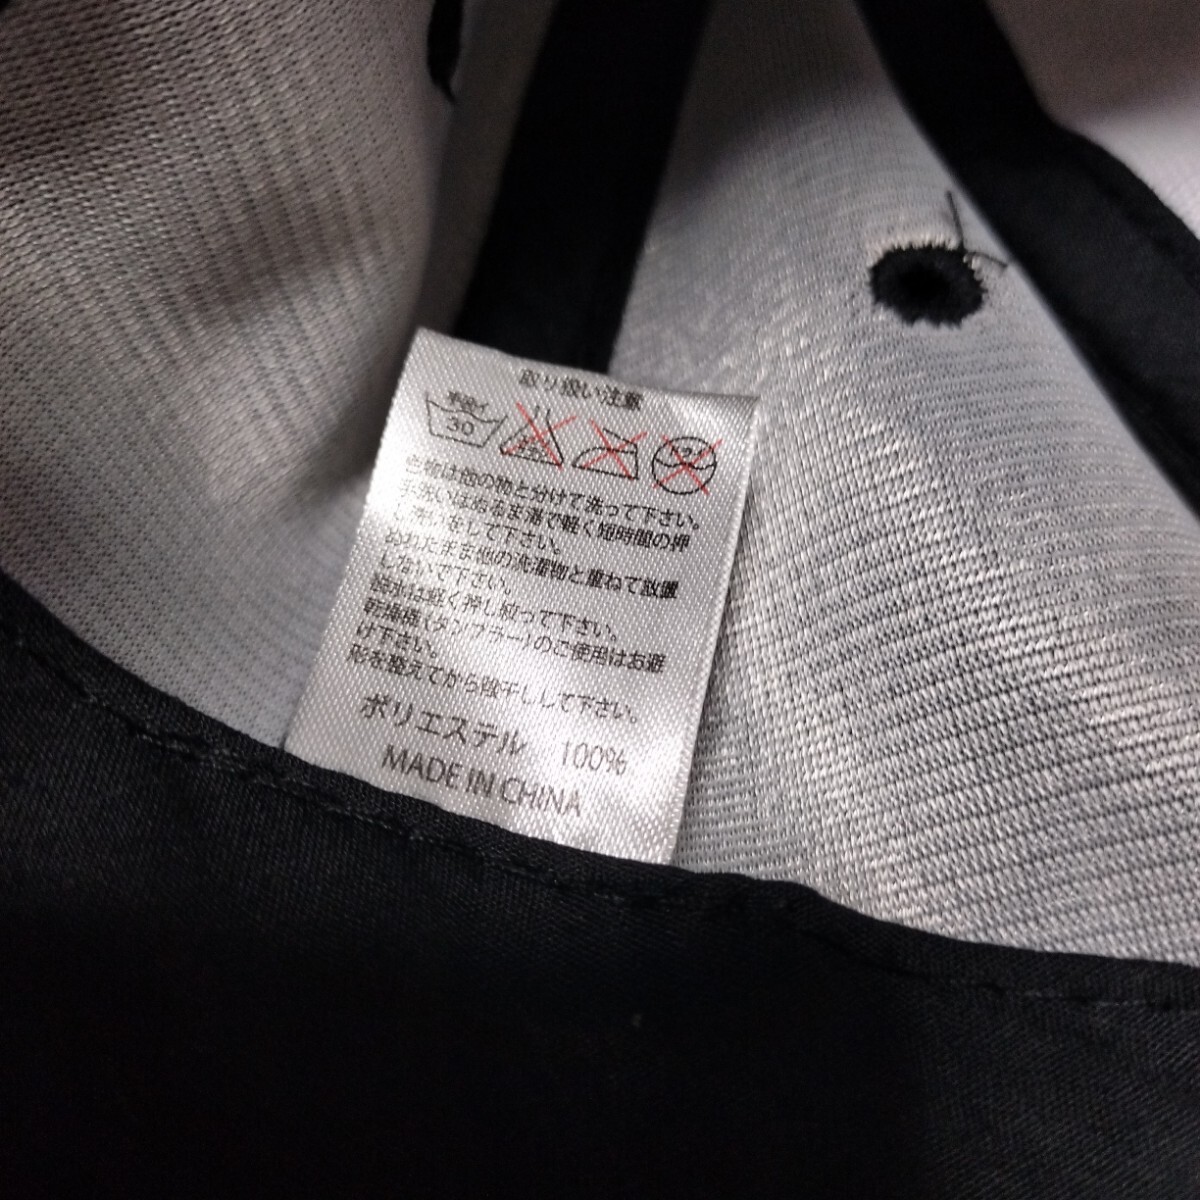 取り扱い注意
手洗イ
30
色物は他の物と分けて洗って下さい。
手洗いは なる 軽く短時間の押
し洗いをして下さい。
ぬれたまま他の洗濯物と重ねて放置
しないで下さい。
は軽く押し絞って下さい。
乾燥機(タンブラー)のご使用はお避
け下さい。
形を整えてから陰干しして下さい。
ポリエステル 100%
MADE IN CHINA